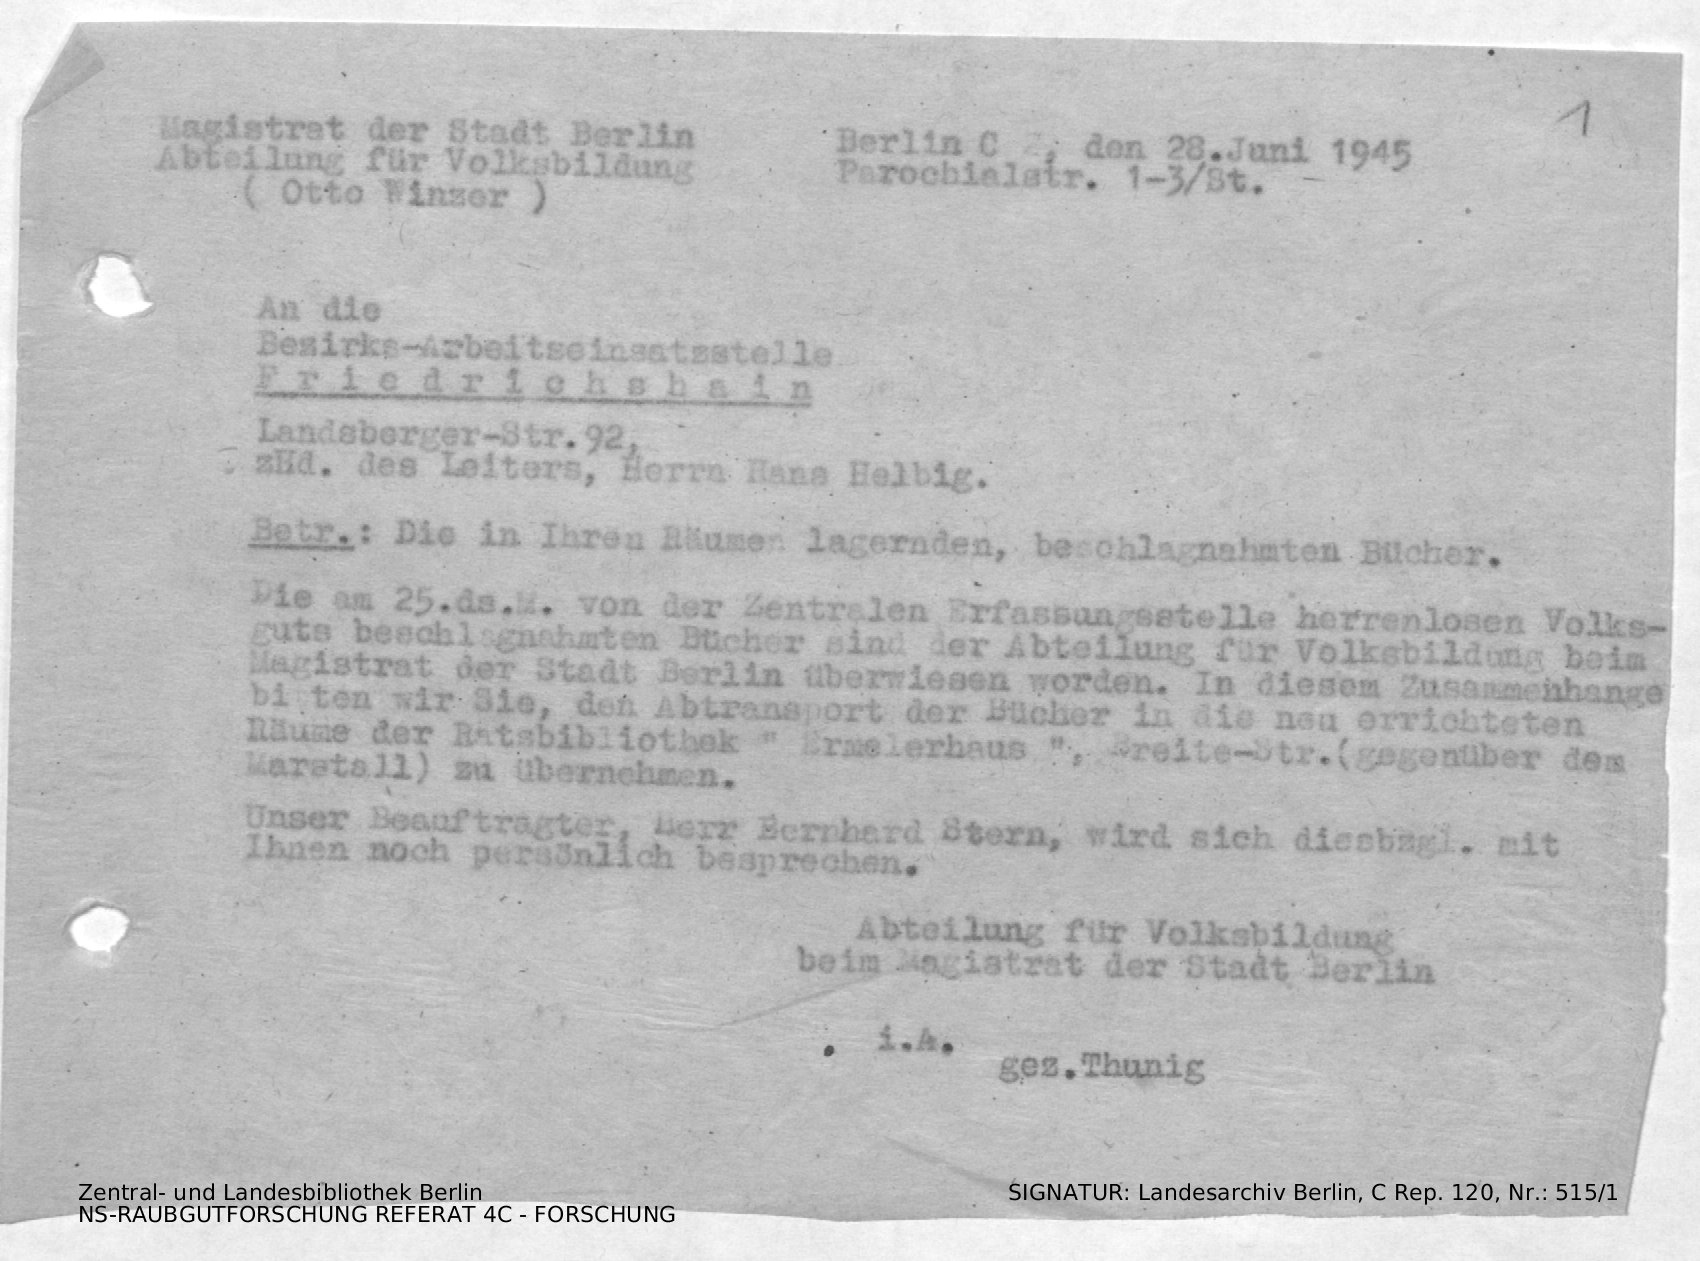 1
Magistrat der Stadt Berlin
Abteilung für Volksbildung
( Otto Winzer )
Berlin C 2, den 28.Juni 1945
Parochialstr. 1-3/St.
An die
Bezirks-Arbeitseinsatzstelle
F r i e d r i c h s h a i n
Landsberger-Str.92,
zHd. des Leiters, Herrn Hans Helbig.
Betr.: Die in Ihren Räumen lagernden, beschlagnahmten Bücher.
Die am 25.ds.M. von der Zentralen Erfassungsstelle herrenlosen Volks-
guts beschlagnahmten Bücher sind der Abteilung für Volksbildung beim
Magistrat der Stadt Berlin überwiesen worden. In diesem Zusammenhange
bitten wir Sie, den Abtransport der Bücher in die neu errichteten
Räume der Ratsbibliothek " Ermelerhaus ", Breite-Str.(gegenüber dem
Marstall) zu übernehmen.
Unser Beauftragter, Herr Bernhard Stern, wird sich diesbzgl. mit
Ihnen noch persönlich besprechen.
Abteilung für Volksbildung
beim Magistrat der Stadt Berlin
i.A.
gez.Thunig
Zentral- und Landesbibliothek Berlin
NS-RAUBGUTFORSCHUNG REFERAT 4C - FORSCHUNG
SIGNATUR: Landesarchiv Berlin, C Rep. 120, Nr.: 515/1